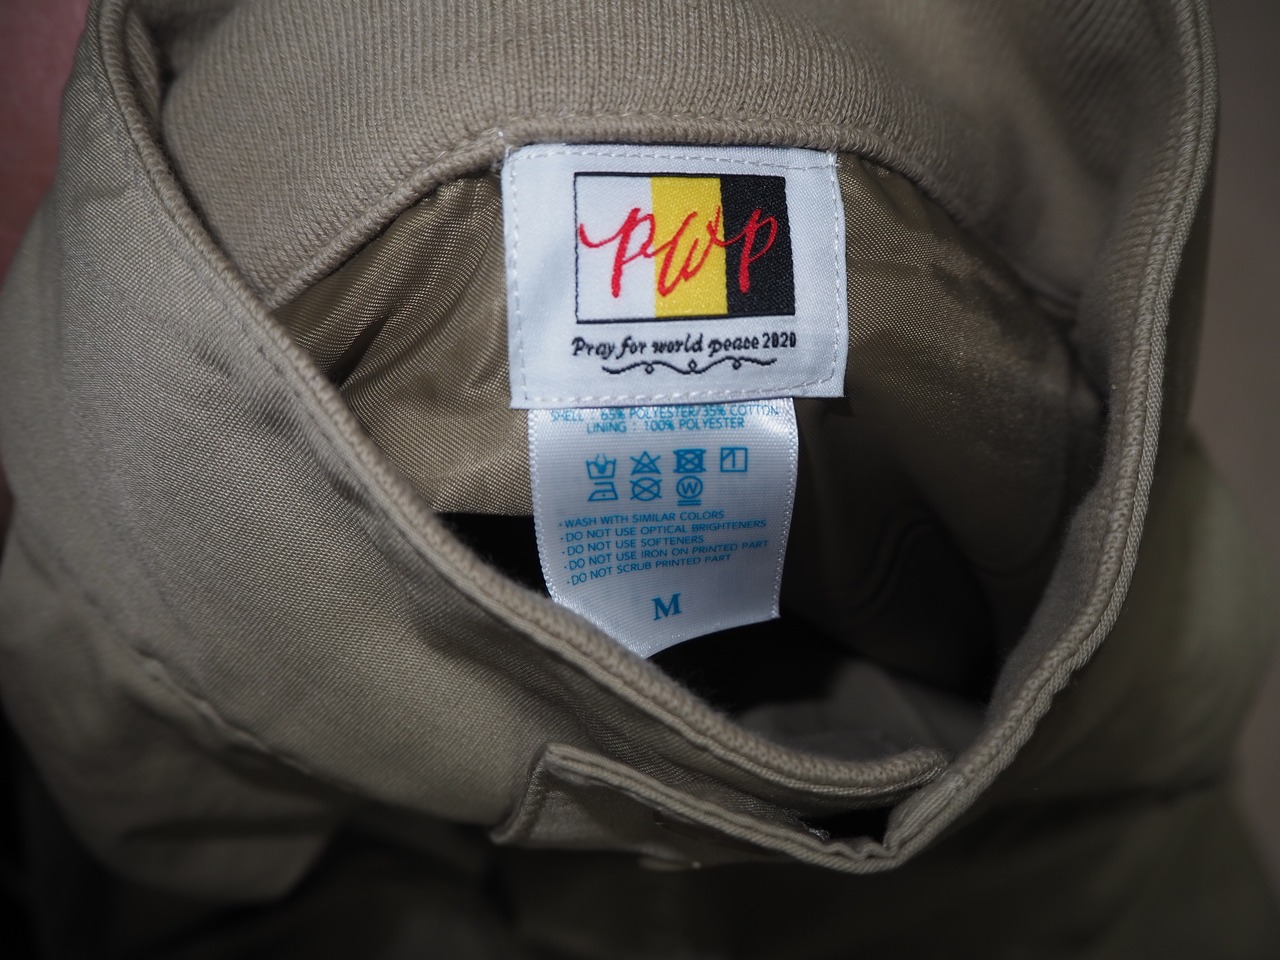 pwp
Pray for world peace 2020
SHELL : 65% POLYESTER/35% COTTON
LINING : 100% POLYESTER
W
·WASH WITH SIMILAR COLORS
·DO NOT USE OPTICAL BRIGHTENERS
·DO NOT USE SOFTENERS
·DO NOT USE IRON ON PRINTED PART
·DO NOT SCRUB PRINTED PART
M